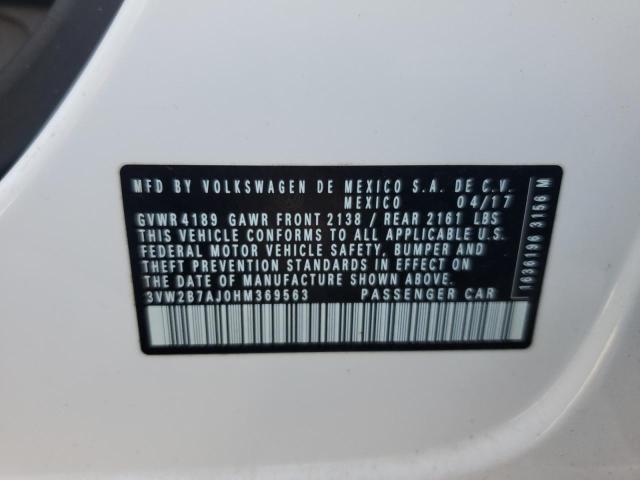 MFD BY VOLKSWAGEN DE MEXICO S.A. DE C.V.
MEXICO 04/17
GVWR 4189 GAWR FRONT 2138 / REAR 2161 LBS
THIS VEHICLE CONFORMS TO ALL APPLICABLE U.S.
FEDERAL MOTOR VEHICLE SAFETY, BUMPER AND
THEFT PREVENTION STANDARDS IN EFFECT ON
THE DATE OF MANUFACTURE SHOWN ABOVE.
3VW2B7AJ0HM369563 PASSENGER CAR
1636196 3156 M